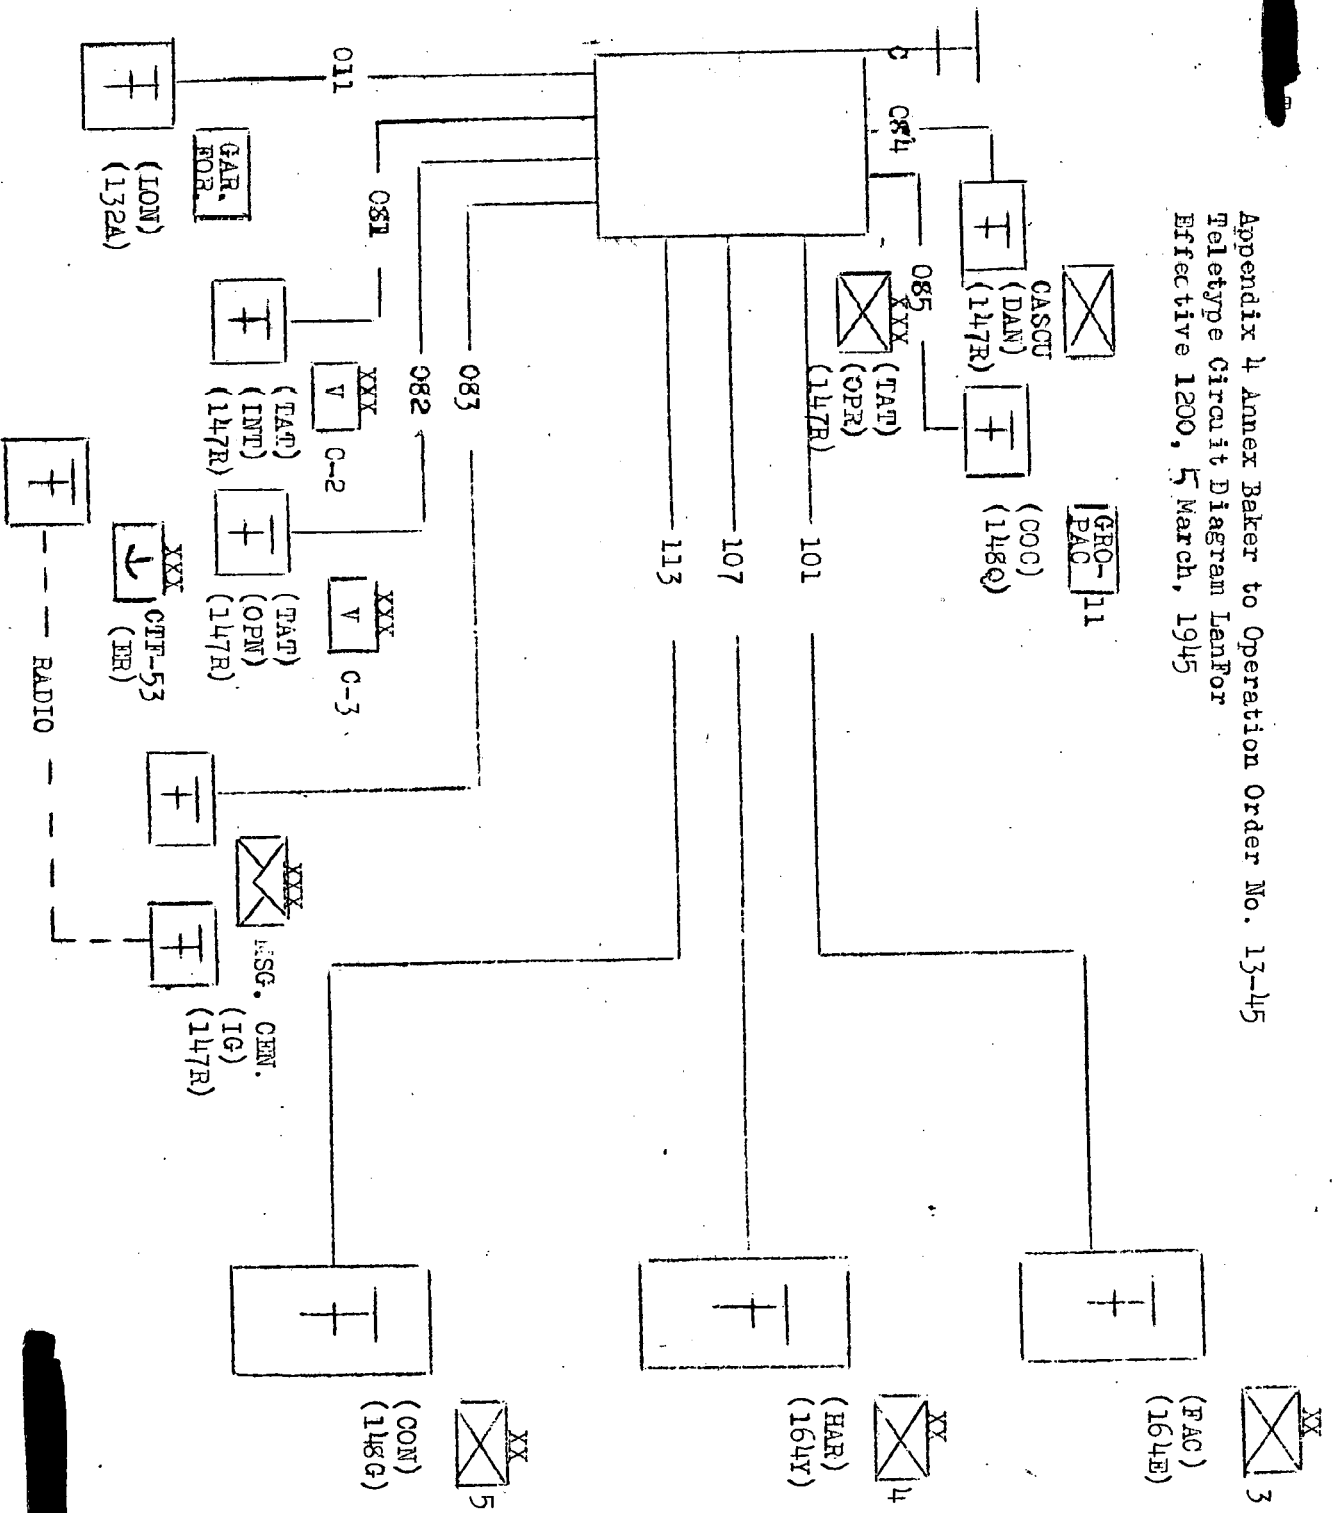 Appendix 4 Annex Baker to Operation Order No. 13-45
Teletype Circuit Diagram LanFor
Effective 1200, 5 March, 1945
XX
3
(FAC)
(164E)
XX
4
(HAR)
(164Y)
XX
5
(CON)
(148G)
GRO-
PAC
11
(COC)
(148Q)
CASCU
(DAN)
(147R)
C
084
085
XXX
(TAT)
(OPR)
(147R)
101
107
113
083
082
081
011
XXX
V
C-2
(TAT)
(INT)
(147R)
XXX
V
C-3
(TAT)
(OPN)
(147R)
GAR.
FOR.
(LON)
(132A)
XXX
MSG. CEN.
(IG)
(147R)
XXX
CTF-53
(ER)
RADIO